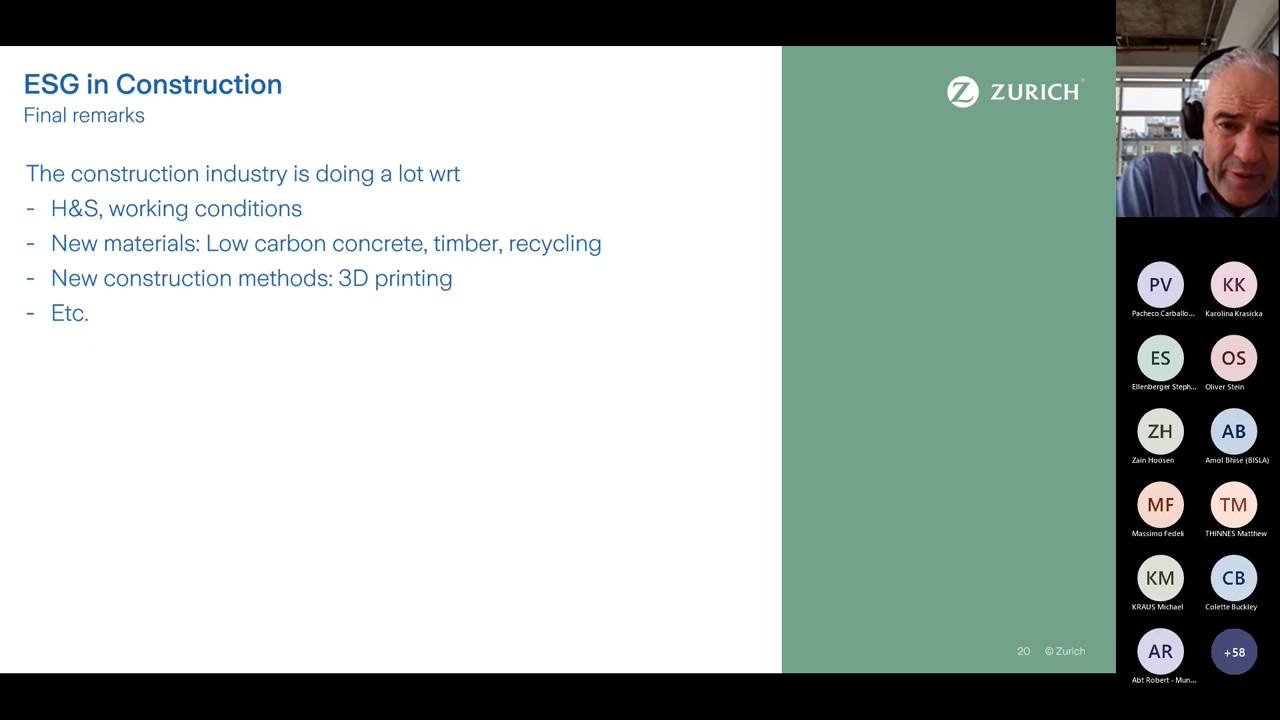 ESG in Construction
Final remarks
The construction industry is doing a lot wrt
- H&S, working conditions
- New materials: Low carbon concrete, timber, recycling
- New construction methods: 3D printing
- Etc.
Z ZURICH®
20 © Zurich
PV KK
Pacheco Carballo... Karolina Krasicka
ES OS
Ellenberger Steph... Oliver Stein
ZH AB
Zain Hoosen Amol Bhise (BISLA)
MF TM
Massimo Fedeli THINNES Matthew
KM CB
KRAUS Michael Colette Buckley
AR +58
Abt Robert - Mun...